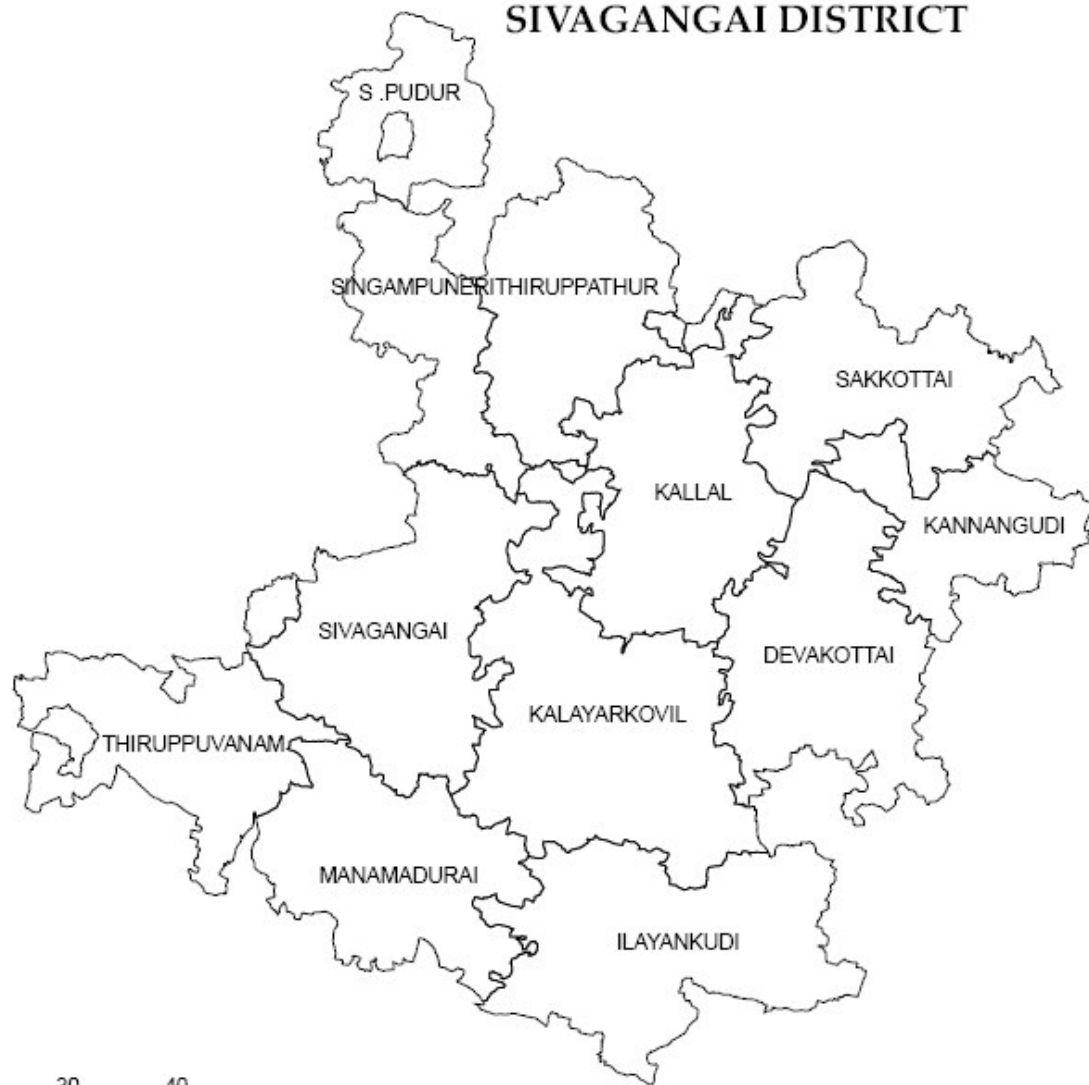 SIVAGANGAI DISTRICT
S .PUDUR
SINGAMPUNERI
THIRUPPATHUR
SAKKOTTAI
KALLAL
KANNANGUDI
SIVAGANGAI
DEVAKOTTAI
KALAYARKOVIL
THIRUPPUVANAM
MANAMADURAI
ILAYANKUDI